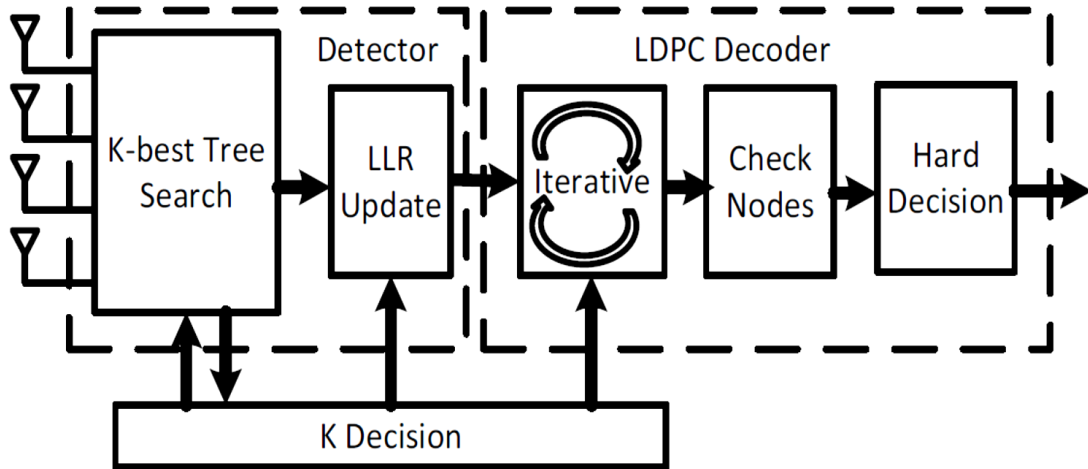 Detector
LDPC Decoder
K-best Tree
Search
LLR
Update
Iterative
Check
Nodes
Hard
Decision
K Decision